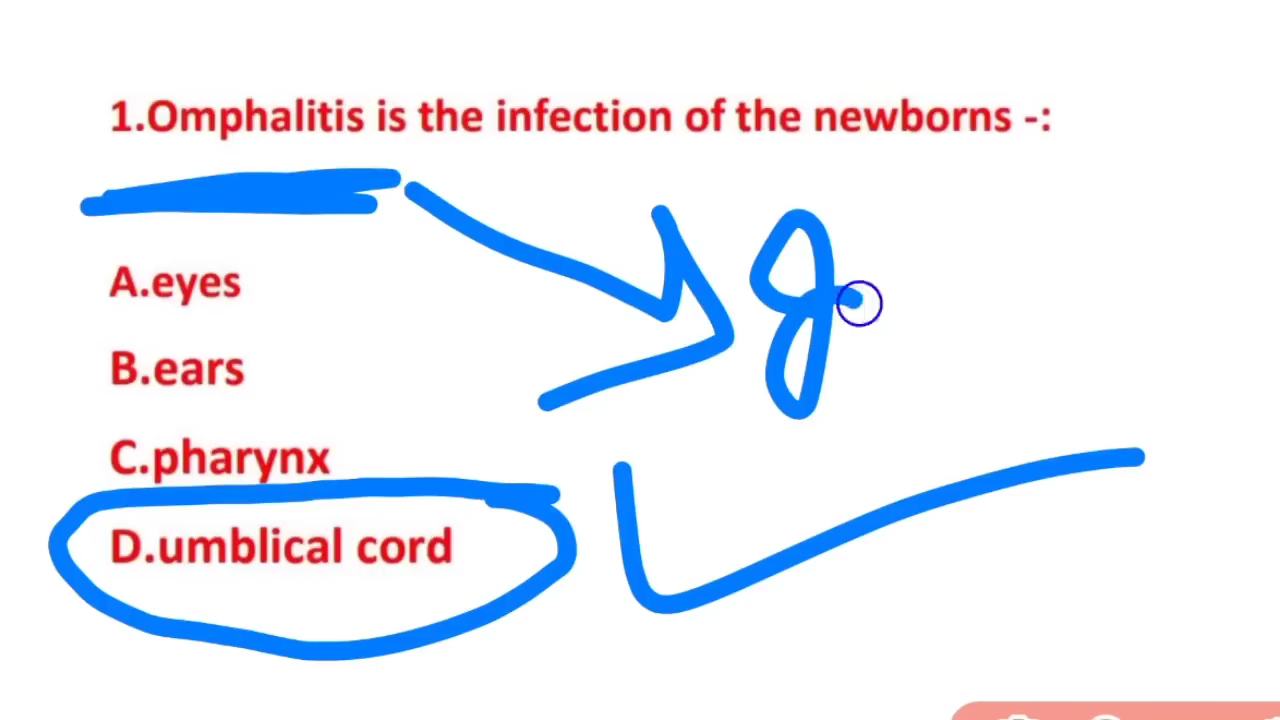 1.Omphalitis is the infection of the newborns -:
A.eyes
B.ears
C.pharynx
D.umblical cord